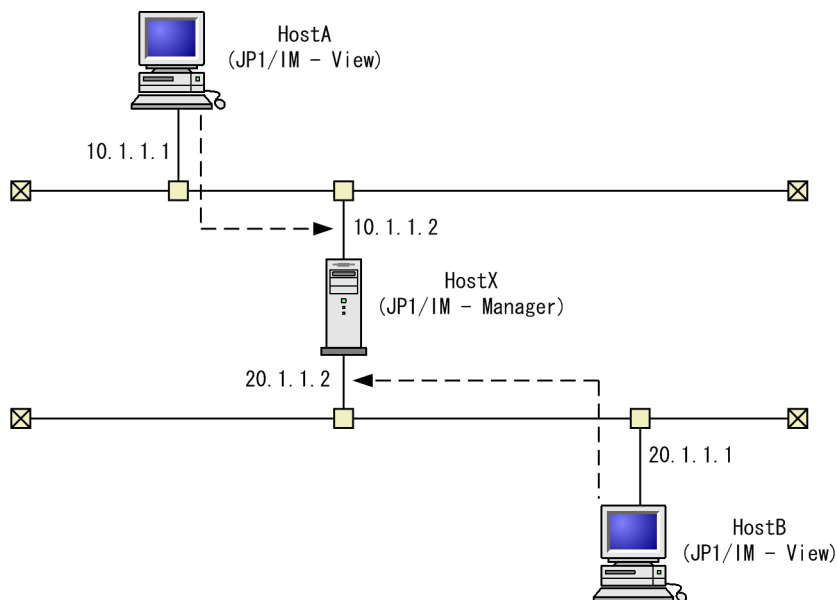 HostA
(JP1/IM - View)
10.1.1.1
10.1.1.2
HostX
(JP1/IM - Manager)
20.1.1.2
20.1.1.1
HostB
(JP1/IM - View)